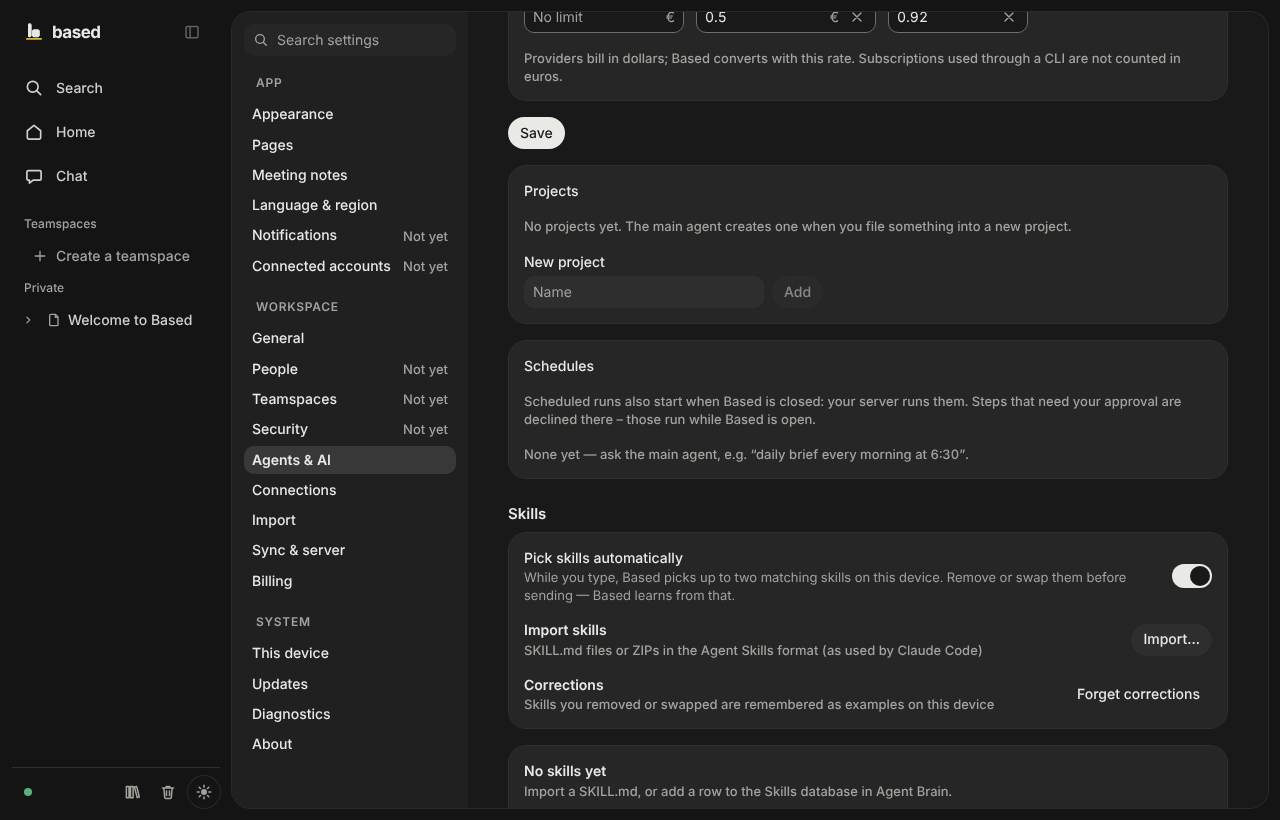 based
Search
Home
Chat
Teamspaces
Create a teamspace
Private
Welcome to Based
Search settings
APP
Appearance
Pages
Meeting notes
Language & region
Notifications Not yet
Connected accounts Not yet
WORKSPACE
General
People Not yet
Teamspaces Not yet
Security Not yet
Agents & AI
Connections
Import
Sync & server
Billing
SYSTEM
This device
Updates
Diagnostics
About
No limit € 0.5 € 0.92
Providers bill in dollars; Based converts with this rate. Subscriptions used through a CLI are not counted in
euros.
Save
Projects
No projects yet. The main agent creates one when you file something into a new project.
New project
Name Add
Schedules
Scheduled runs also start when Based is closed: your server runs them. Steps that need your approval are
declined there – those run while Based is open.
None yet — ask the main agent, e.g. “daily brief every morning at 6:30”.
Skills
Pick skills automatically
While you type, Based picks up to two matching skills on this device. Remove or swap them before
sending — Based learns from that.
Import skills
SKILL.md files or ZIPs in the Agent Skills format (as used by Claude Code)
Import…
Corrections
Skills you removed or swapped are remembered as examples on this device
Forget corrections
No skills yet
Import a SKILL.md, or add a row to the Skills database in Agent Brain.